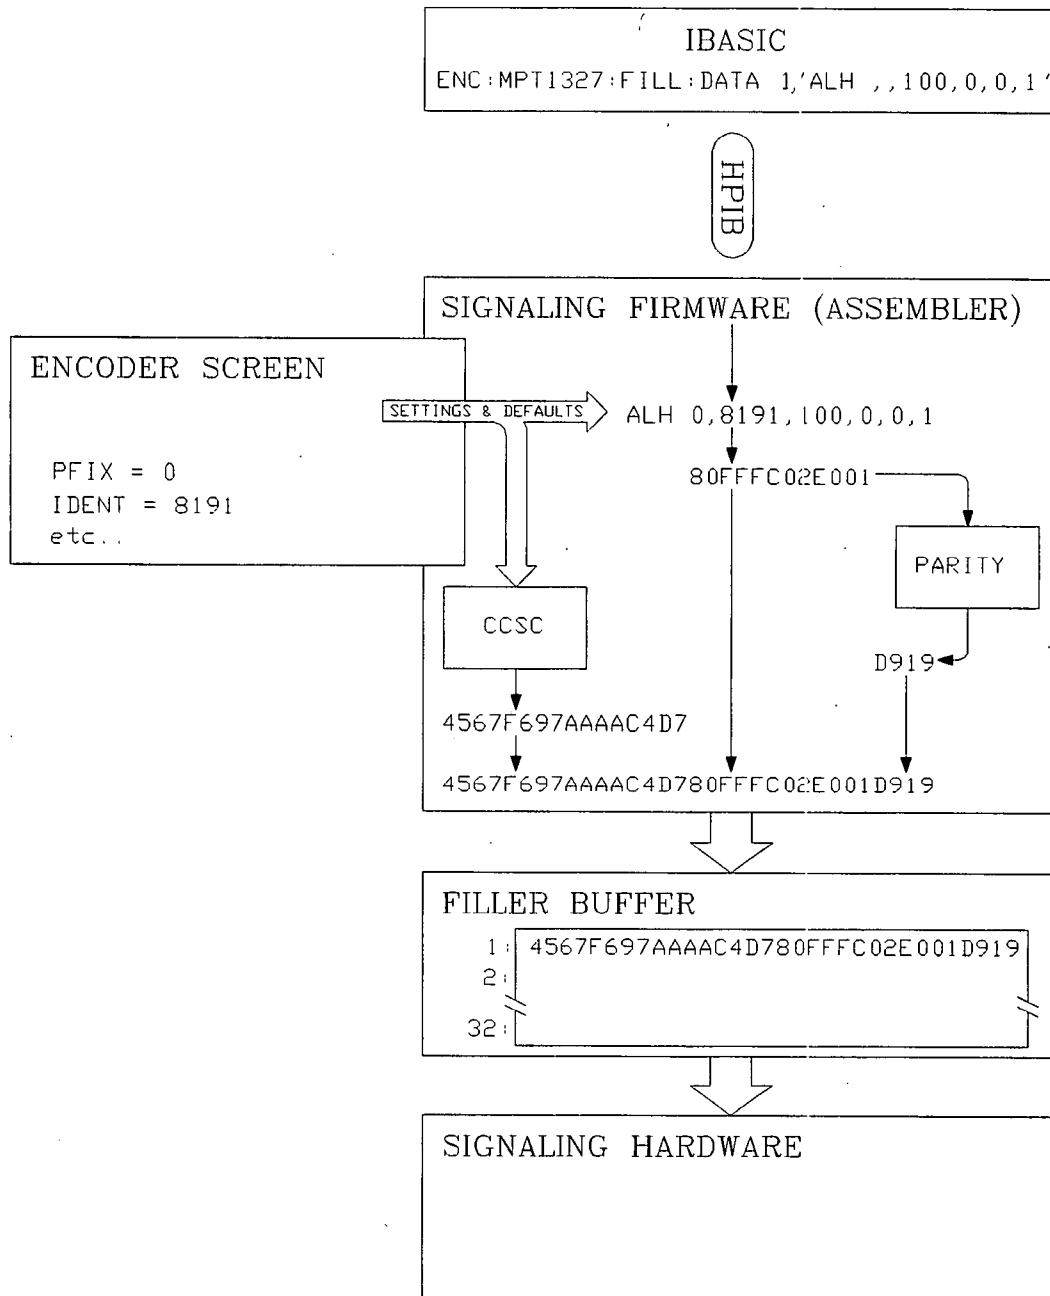 IBASIC
ENC:MPT1327:FILL:DATA 1,'ALH ,,100,0,0,1'
HPIB
SIGNALING FIRMWARE (ASSEMBLER)
ENCODER SCREEN
SETTINGS & DEFAULTS
ALH 0,8191,100,0,0,1
PFIX = 0
IDENT = 8191
etc..
80FFFC02E001
PARITY
CCSC
D919
4567F697AAAAC4D7
4567F697AAAAC4D780FFFC02E001D919
FILLER BUFFER
1: 4567F697AAAAC4D780FFFC02E001D919
2:
32:
SIGNALING HARDWARE